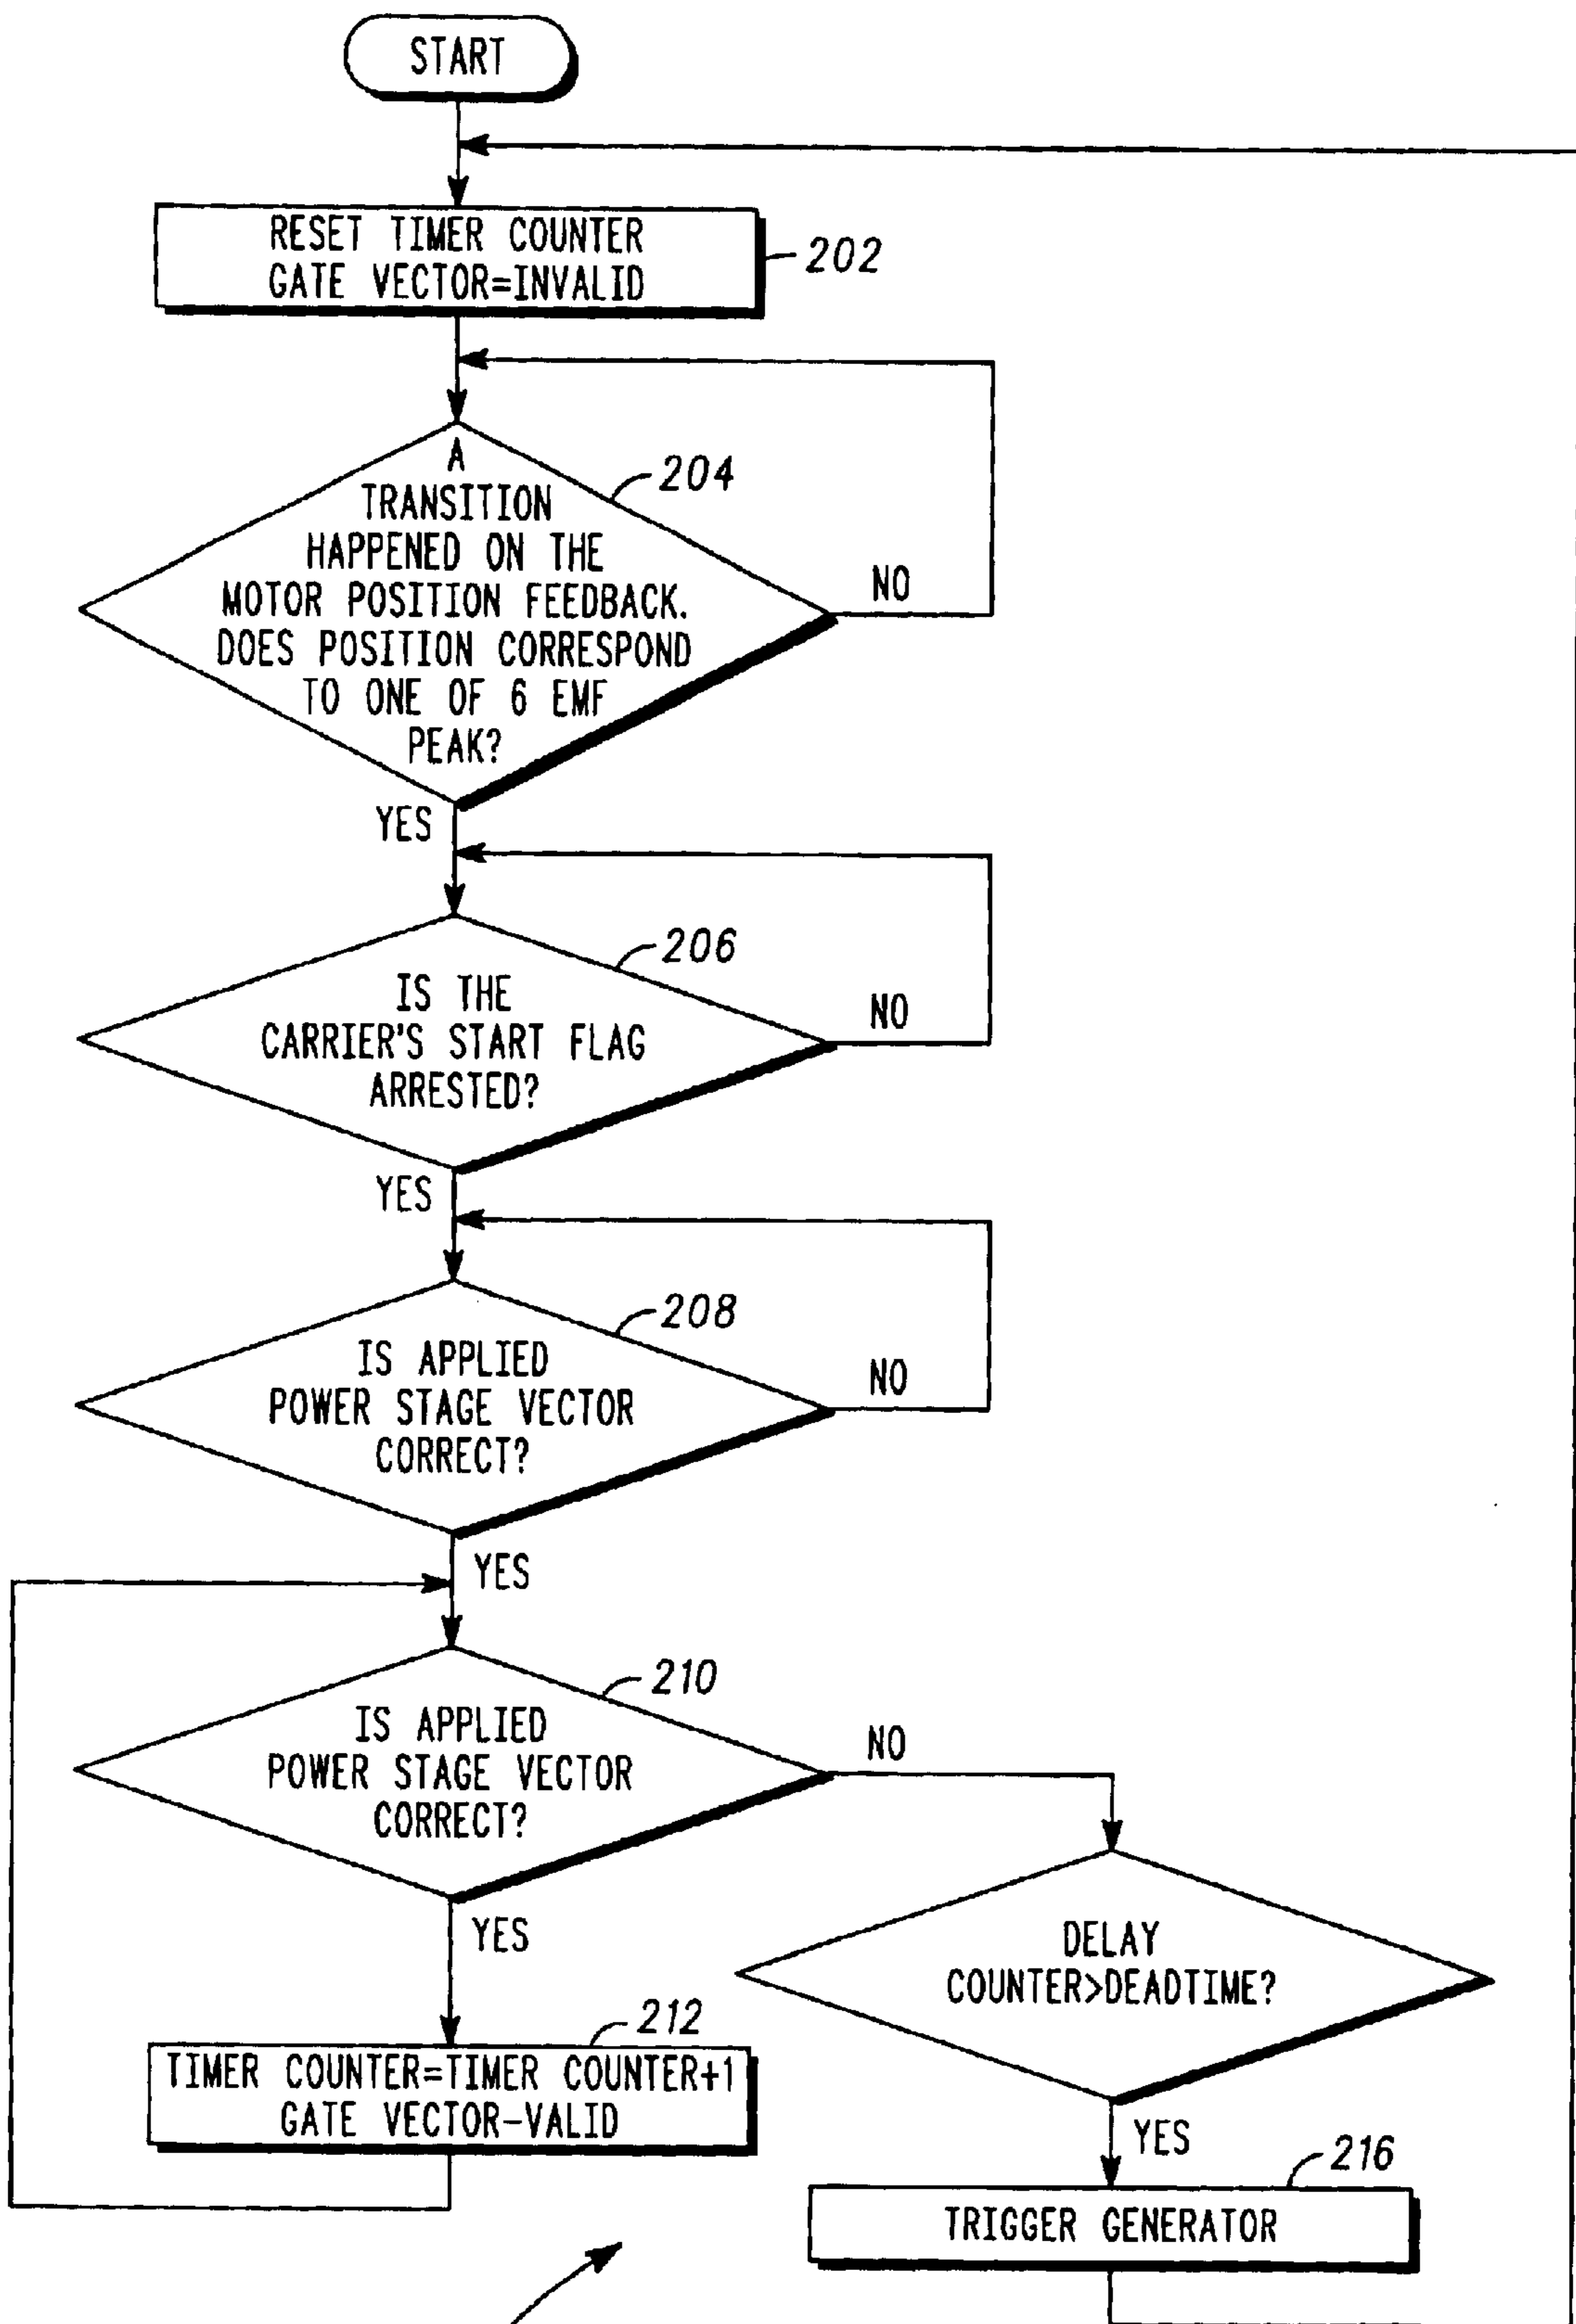 START
RESET TIMER COUNTER
GATE VECTOR=INVALID
202
A
TRANSITION
HAPPENED ON THE
MOTOR POSITION FEEDBACK.
DOES POSITION CORRESPOND
TO ONE OF 6 EMF
PEAK?
204
NO
YES
IS THE
CARRIER'S START FLAG
ARRESTED?
206
NO
YES
IS APPLIED
POWER STAGE VECTOR
CORRECT?
208
NO
YES
IS APPLIED
POWER STAGE VECTOR
CORRECT?
210
NO
YES
DELAY
COUNTER>DEADTIME?
212
TIMER COUNTER=TIMER COUNTER+1
GATE VECTOR-VALID
YES
216
TRIGGER GENERATOR